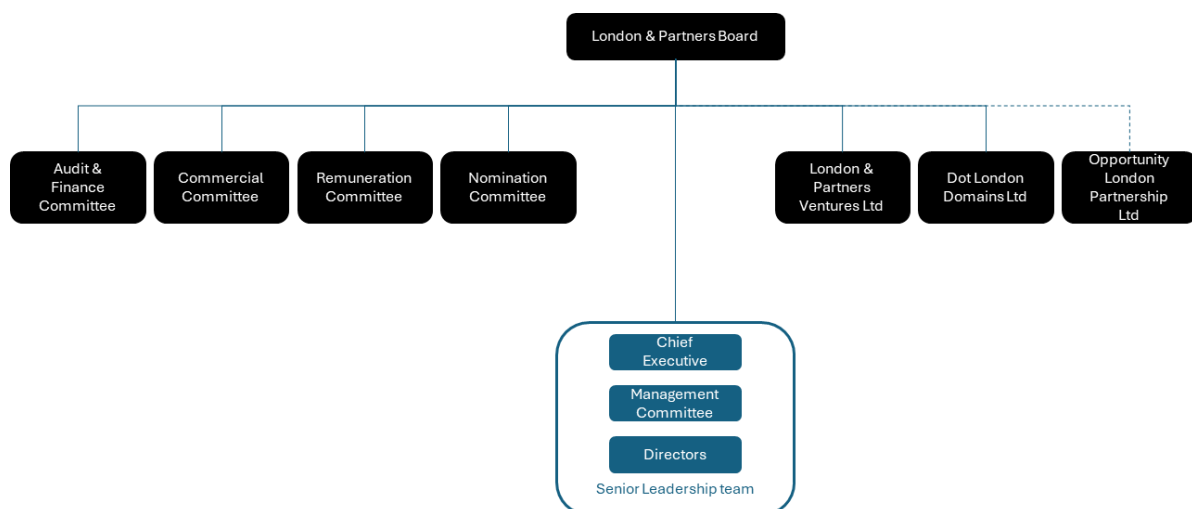 London & Partners Board
Audit &
Finance
Committee
Commercial
Committee
Remuneration
Committee
Nomination
Committee
London &
Partners
Ventures Ltd
Dot London
Domains Ltd
Opportunity
London
Partnership
Ltd
Chief
Executive
Management
Committee
Directors
Senior Leadership team